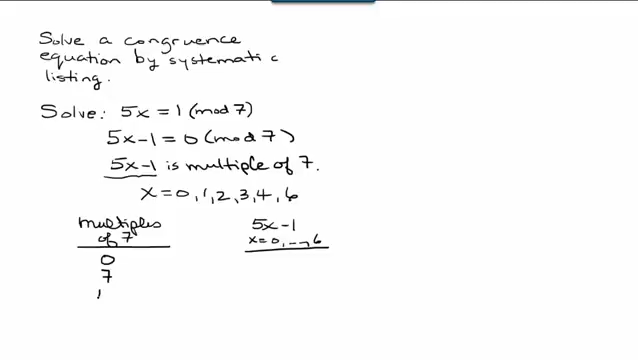 Solve a congruence
equation by systematic
listing.
Solve: 5x = 1 (mod 7)
5x-1 = 0 (mod 7)
5x-1 is multiple of 7.
x = 0, 1, 2, 3, 4, 6
multiples
of 7
0
7
1
5x-1
x=0, ..., 6